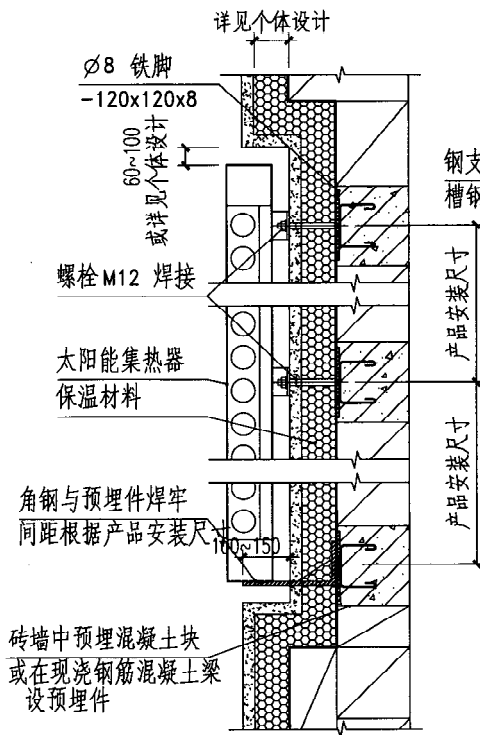 详见个体设计
Ø8 铁脚
-120x120x8
60~100
或详见个体设计
钢支
槽钢
螺栓M12 焊接
产品安装尺寸
太阳能集热器
保温材料
产品安装尺寸
角钢与预埋件焊牢
间距根据产品安装尺
100~150
砖墙中预埋混凝土块
或在现浇钢筋混凝土梁
设预埋件